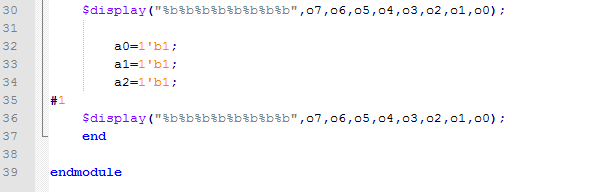 30 $display("%b%b%b%b%b%b%b%b",o7,o6,o5,o4,o3,o2,o1,o0);
31
32 a0=1'b1;
33 a1=1'b1;
34 a2=1'b1;
35 #1
36 $display("%b%b%b%b%b%b%b%b",o7,o6,o5,o4,o3,o2,o1,o0);
37 end
38
39 endmodule